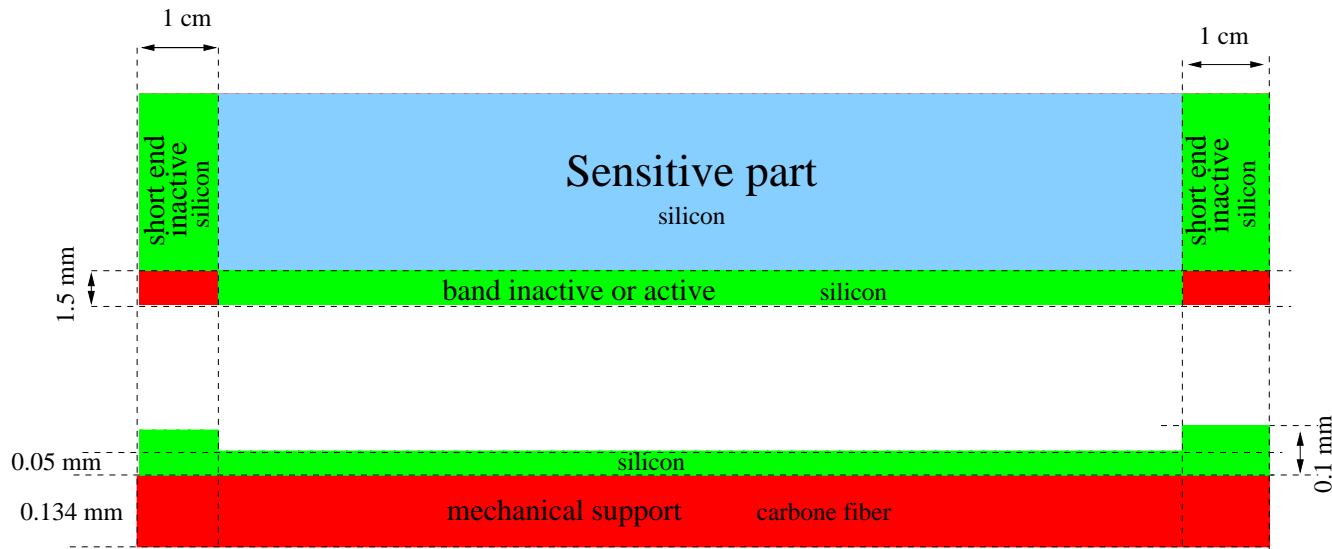 1 cm
1 cm
short end
inactive
silicon
Sensitive part
silicon
short end
inactive
silicon
1.5 mm
band inactive or active silicon
0.05 mm
silicon
0.1 mm
0.134 mm
mechanical support carbone fiber